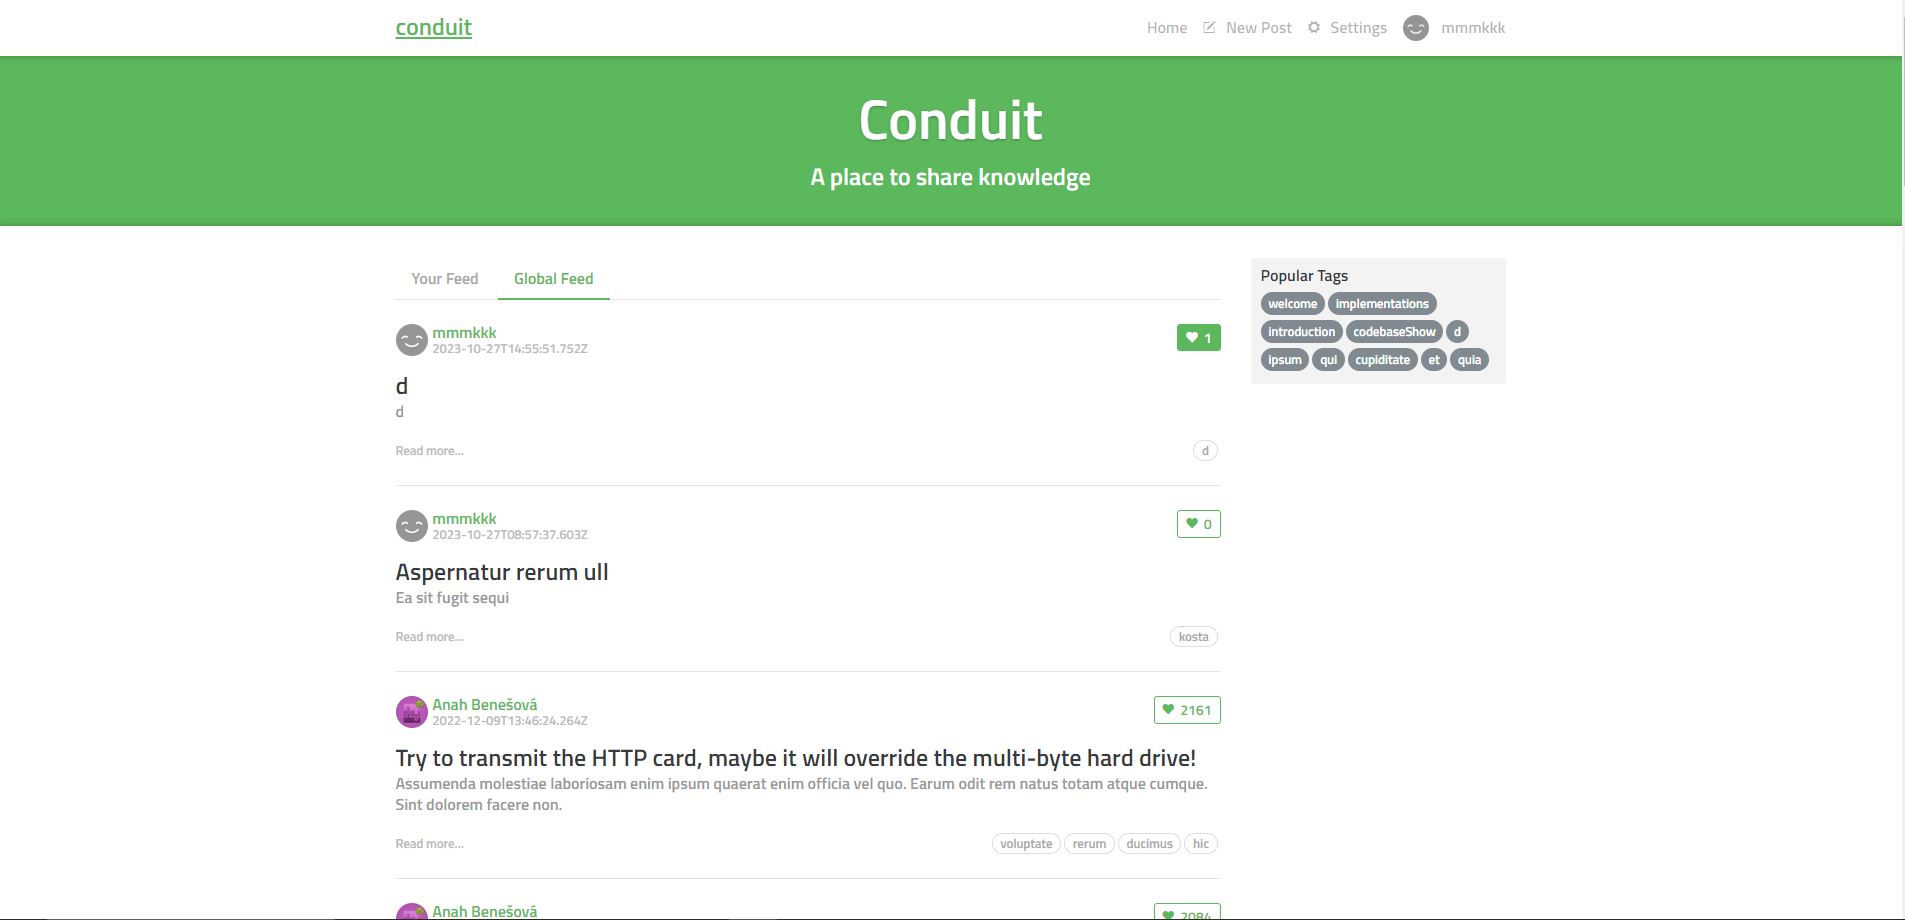 conduit
Home New Post Settings mmmkkk
Conduit
A place to share knowledge
Your Feed Global Feed
mmmkkk
2023-10-27T14:55:51.752Z
1
d
d
Read more...
d
mmmkkk
2023-10-27T08:57:37.603Z
0
Aspernatur rerum ull
Ea sit fugit sequi
Read more...
kosta
Anah Benešová
2022-12-09T13:46:24.264Z
2161
Try to transmit the HTTP card, maybe it will override the multi-byte hard drive!
Assumenda molestiae laboriosam enim ipsum quaerat enim officia vel quo. Earum odit rem natus totam atque cumque.
Sint dolorem facere non.
Read more...
voluptate rerum ducimus hic
Anah Benešová
2084
Popular Tags
welcome implementations
introduction codebaseShow d
ipsum qui cupiditate et quia